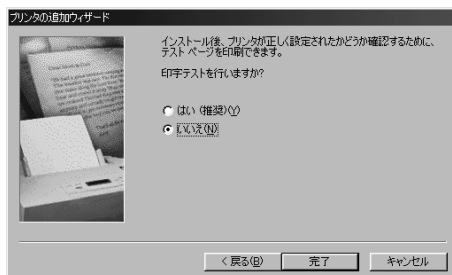 プリンタの追加ウィザード
インストール後、プリンタが正しく設定されたかどうか確認するために、
テスト ページを印刷できます。
印字テストを行いますか?
はい (推奨)(Y)
いいえ(N)
< 戻る(B)
完了
キャンセル